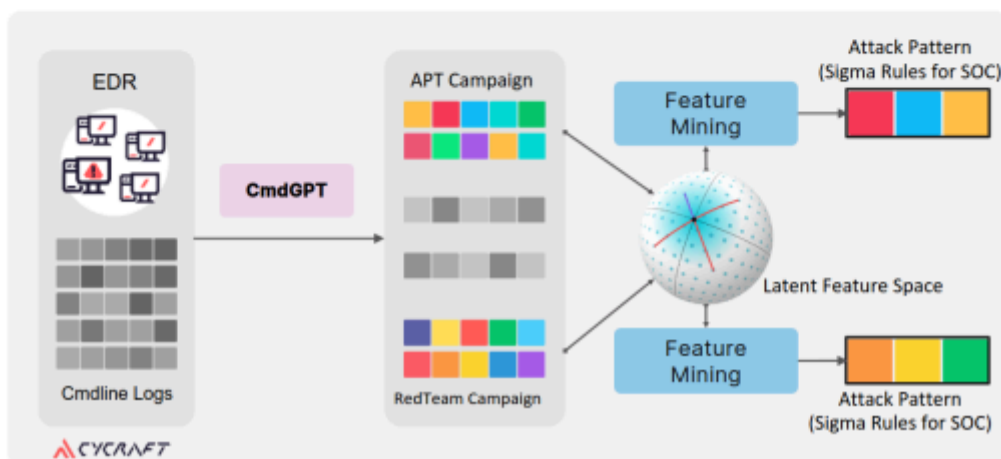 EDR
Cmdline Logs
CYCRAFT
CmdGPT
APT Campaign
RedTeam Campaign
Feature
Mining
Attack Pattern
(Sigma Rules for SOC)
Latent Feature Space
Feature
Mining
Attack Pattern
(Sigma Rules for SOC)